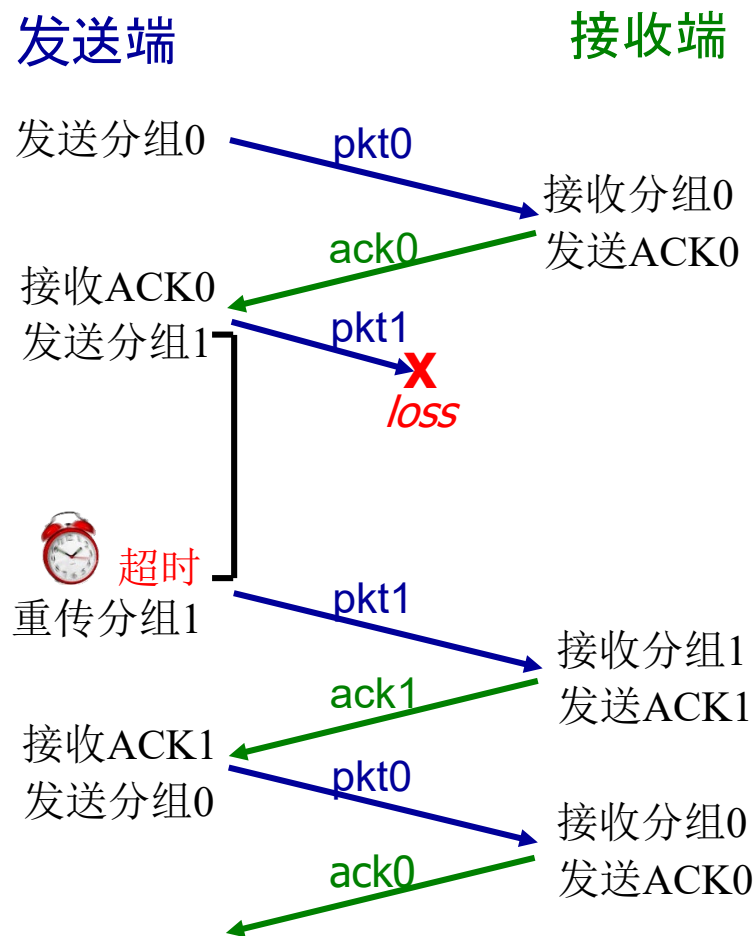 发送端
接收端
发送分组0
pkt0
接收分组0
发送ACK0
ack0
接收ACK0
发送分组1
pkt1
X
loss
超时
重传分组1
pkt1
接收分组1
发送ACK1
ack1
接收ACK1
发送分组0
pkt0
接收分组0
发送ACK0
ack0